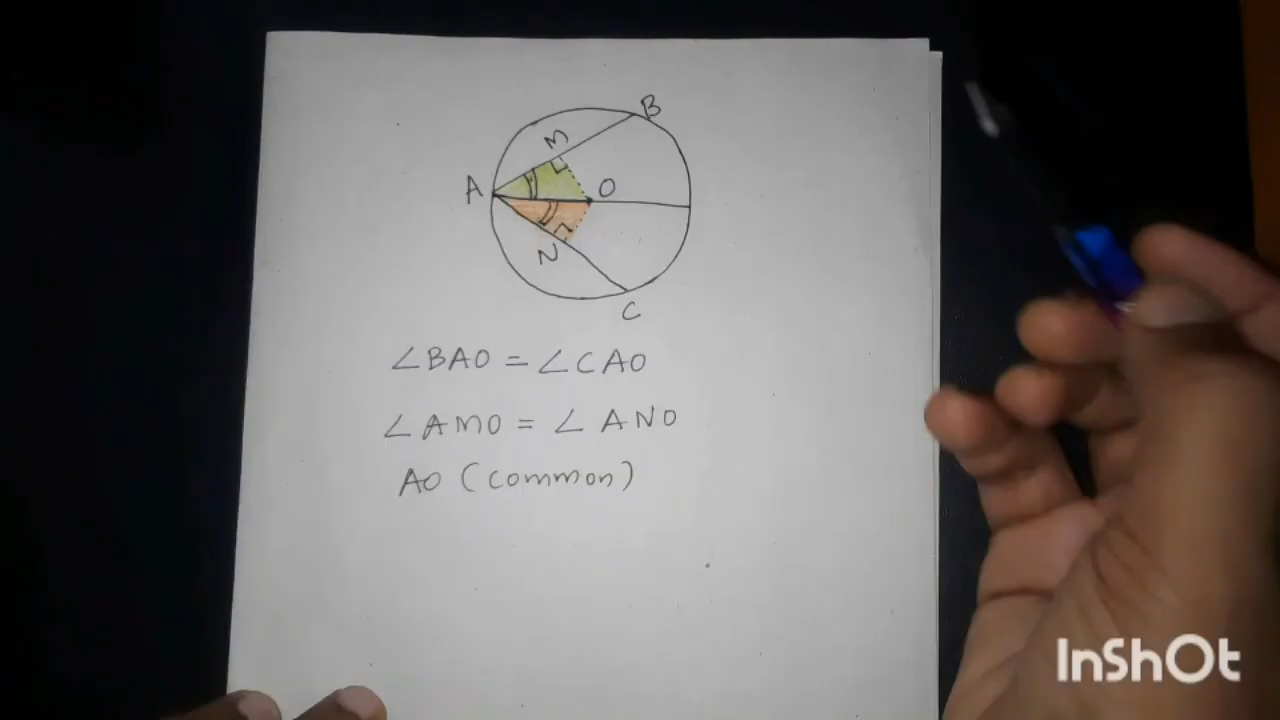 B
M
A
O
N
C
∠BAO = ∠CAO
∠AMO = ∠ANO
AO (common)
InShOt